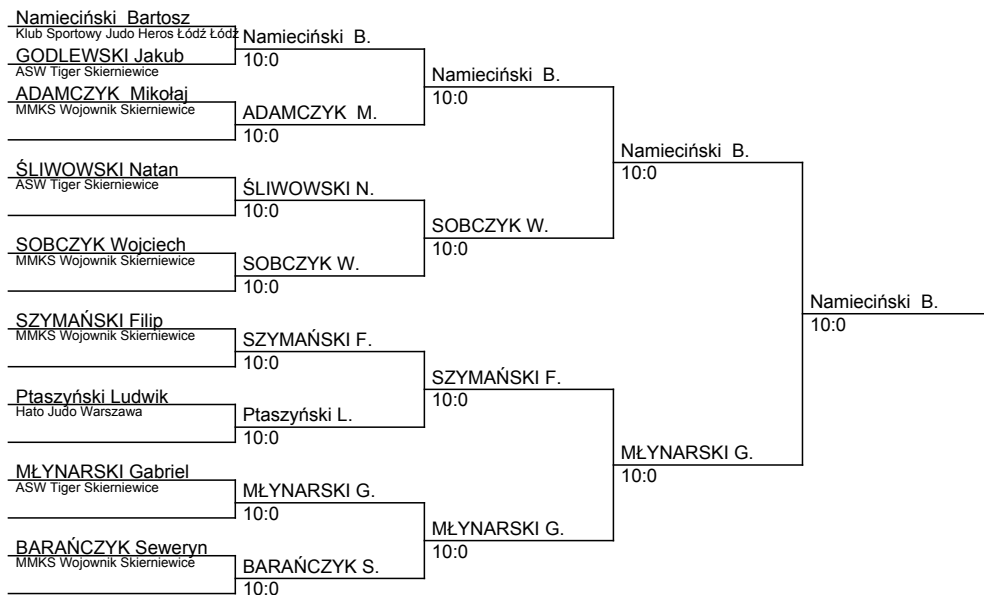 Namieciński Bartosz
Klub Sportowy Judo Heros Łódź Łódź
GODLEWSKI Jakub
ASW Tiger Skierniewice
ADAMCZYK Mikołaj
MMKS Wojownik Skierniewice
ŚLIWOWSKI Natan
ASW Tiger Skierniewice
SOBCZYK Wojciech
MMKS Wojownik Skierniewice
SZYMAŃSKI Filip
MMKS Wojownik Skierniewice
Ptaszyński Ludwik
Hato Judo Warszawa
MŁYNARSKI Gabriel
ASW Tiger Skierniewice
BARAŃCZYK Seweryn
MMKS Wojownik Skierniewice
Namieciński B.
10:0
ADAMCZYK M.
10:0
ŚLIWOWSKI N.
10:0
SOBCZYK W.
10:0
SZYMAŃSKI F.
10:0
Ptaszyński L.
10:0
MŁYNARSKI G.
10:0
BARAŃCZYK S.
10:0
Namieciński B.
10:0
SOBCZYK W.
10:0
SZYMAŃSKI F.
10:0
MŁYNARSKI G.
10:0
Namieciński B.
10:0
MŁYNARSKI G.
10:0
Namieciński B.
10:0